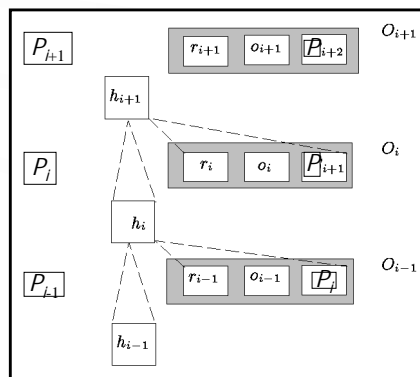 P_{i+1} r_{i+1} o_{i+1} P_{i+2} O_{i+1}
h_{i+1}
P_i r_i o_i P_{i+1} O_i
h_i
P_{i-1} r_{i-1} o_{i-1} P_i O_{i-1}
h_{i-1}